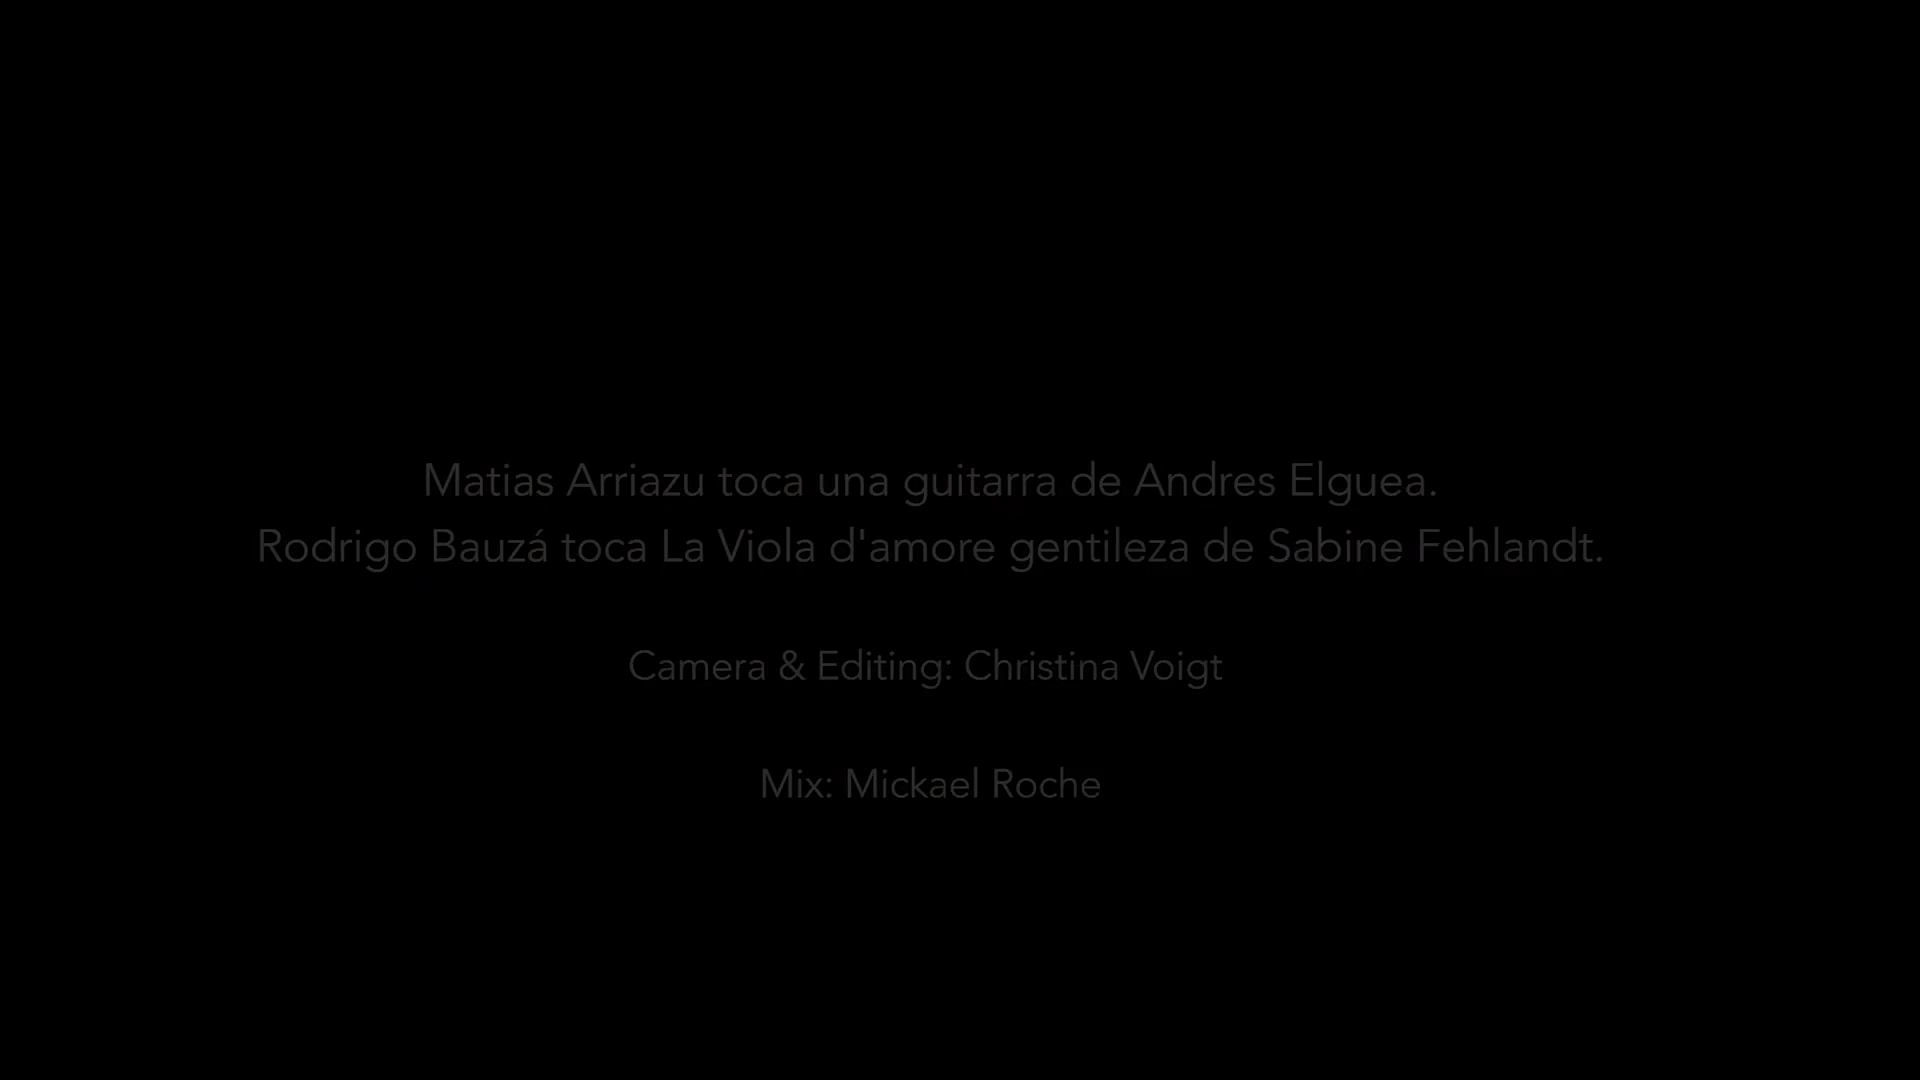 Matias Arriazu toca una guitarra de Andres Elguea.
Rodrigo Bauzá toca La Viola d'amore gentileza de Sabine Fehlandt.
Camera & Editing: Christina Voigt
Mix: Mickael Roche